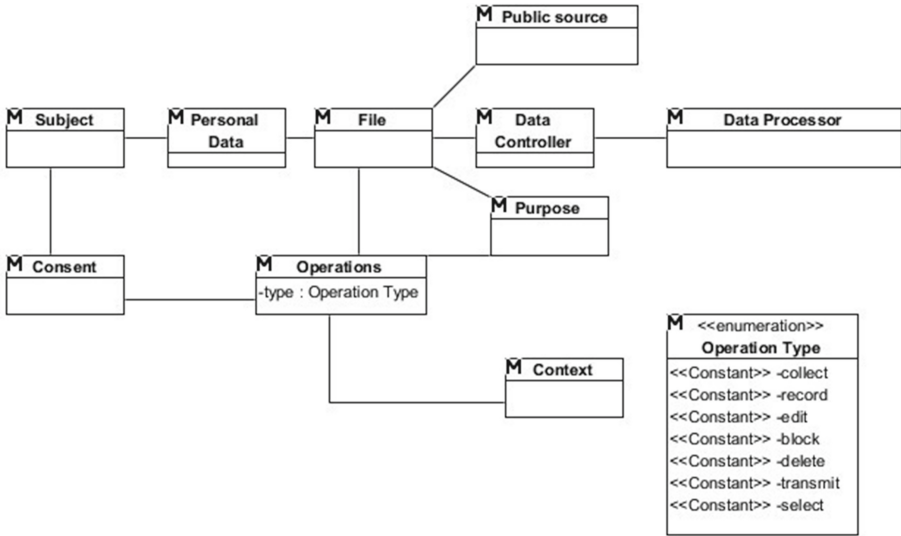 M Public source
M Subject
M Personal
Data
M File
M Data
Controller
M Data Processor
M Purpose
M Consent
M Operations
-type : Operation Type
M Context
M <<enumeration>>
Operation Type
<<Constant>> -collect
<<Constant>> -record
<<Constant>> -edit
<<Constant>> -block
<<Constant>> -delete
<<Constant>> -transmit
<<Constant>> -select